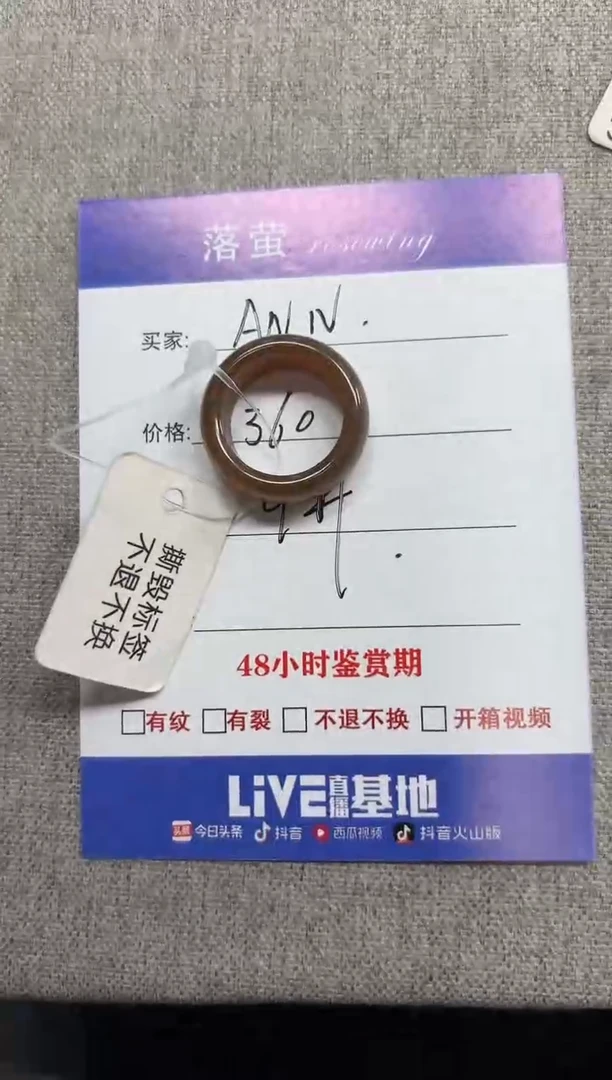 落萤 rosewing
买家: ANN.
价格: 360
撕毁标签
不退不换
48小时鉴赏期
□有纹 □有裂 □不退不换 □开箱视频
LiVE直播基地
头条 今日头条 抖音 西瓜视频 抖音火山版